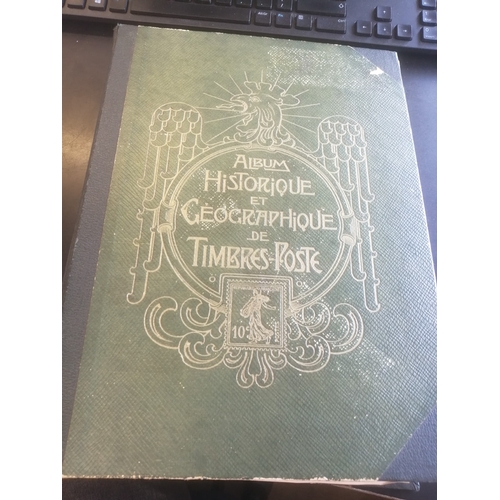 ALBUM
HISTORIQUE
ET
GÉOGRAPHIQUE
DE
TIMBRES-POSTE
10c